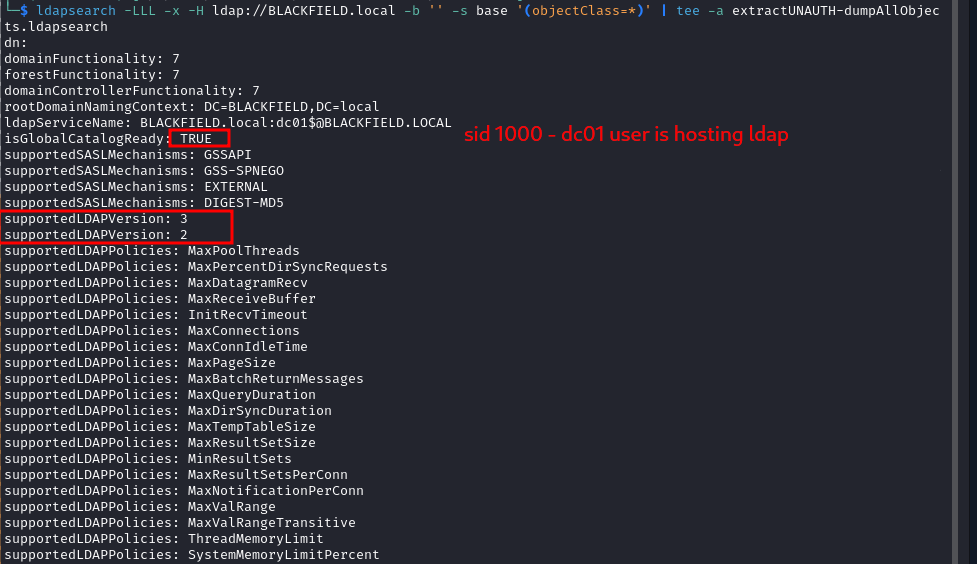 └─$ ldapsearch -LLL -x -H ldap://BLACKFIELD.local -b '' -s base '(objectClass=*)' | tee -a extractUNAUTH-dumpAllObjec
ts.ldapsearch
dn:
domainFunctionality: 7
forestFunctionality: 7
domainControllerFunctionality: 7
rootDomainNamingContext: DC=BLACKFIELD,DC=local
ldapServiceName: BLACKFIELD.local:dc01$@BLACKFIELD.LOCAL
isGlobalCatalogReady: TRUE
sid 1000 - dc01 user is hosting ldap
supportedSASLMechanisms: GSSAPI
supportedSASLMechanisms: GSS-SPNEGO
supportedSASLMechanisms: EXTERNAL
supportedSASLMechanisms: DIGEST-MD5
supportedLDAPVersion: 3
supportedLDAPVersion: 2
supportedLDAPPolicies: MaxPoolThreads
supportedLDAPPolicies: MaxPercentDirSyncRequests
supportedLDAPPolicies: MaxDatagramRecv
supportedLDAPPolicies: MaxReceiveBuffer
supportedLDAPPolicies: InitRecvTimeout
supportedLDAPPolicies: MaxConnections
supportedLDAPPolicies: MaxConnIdleTime
supportedLDAPPolicies: MaxPageSize
supportedLDAPPolicies: MaxBatchReturnMessages
supportedLDAPPolicies: MaxQueryDuration
supportedLDAPPolicies: MaxDirSyncDuration
supportedLDAPPolicies: MaxTempTableSize
supportedLDAPPolicies: MaxResultSetSize
supportedLDAPPolicies: MinResultSets
supportedLDAPPolicies: MaxResultSetsPerConn
supportedLDAPPolicies: MaxNotificationPerConn
supportedLDAPPolicies: MaxValRange
supportedLDAPPolicies: MaxValRangeTransitive
supportedLDAPPolicies: ThreadMemoryLimit
supportedLDAPPolicies: SystemMemoryLimitPercent